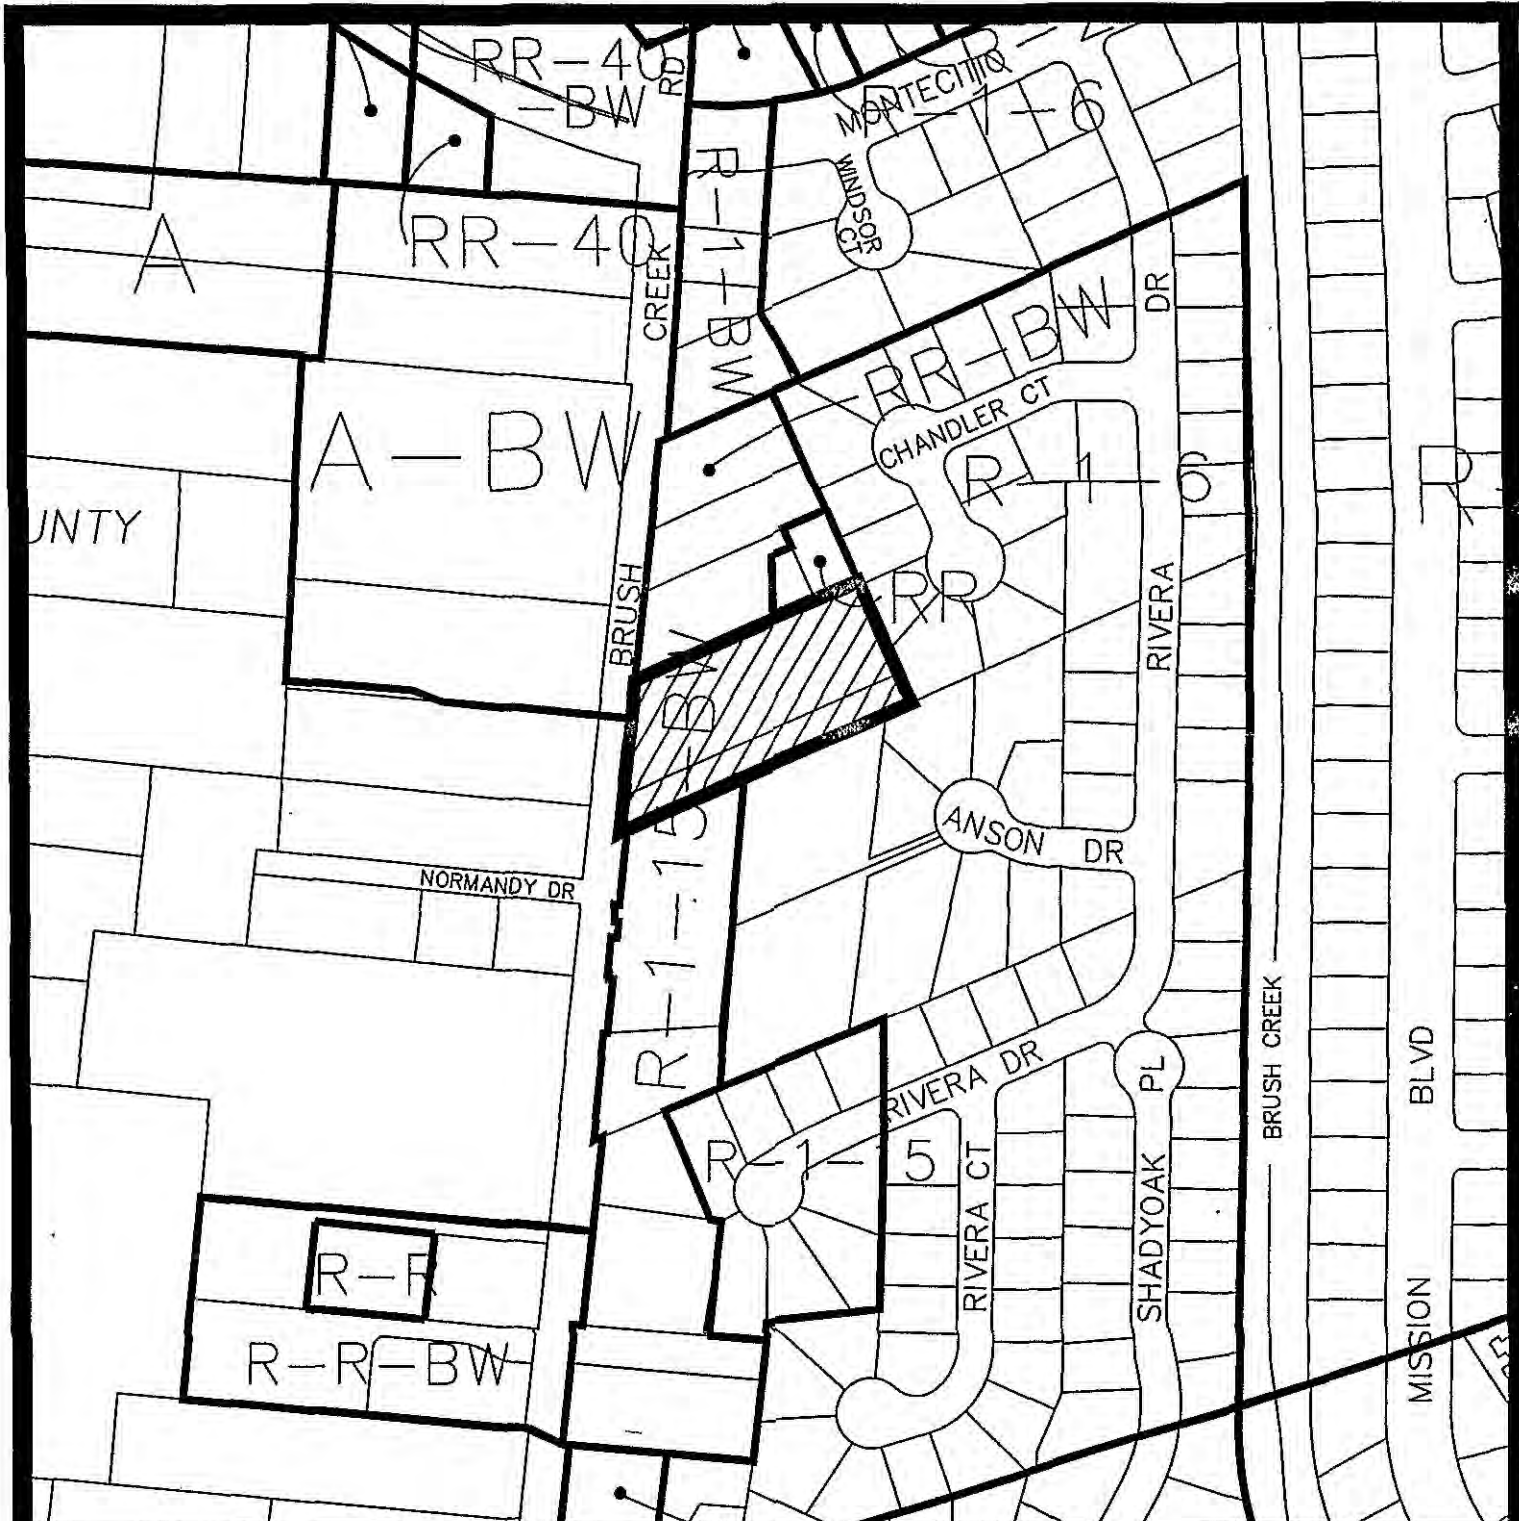 RR-40
-BW
RD
R-1-6
MONTECITO
WINDSOR
CT
R-1-BW
A
RR-40
CREEK
DR
RR-BW
CHANDLER CT
A-BW
R-1-6
R
UNTY
BRUSH
RIVERA
RP
R-1-15-BW
ANSON DR
NORMANDY DR
BRUSH CREEK
BLVD
RIVERA DR
PL
R-1-15
RIVERA CT
SHADYOAK
R-R
R-R-BW
MISSION